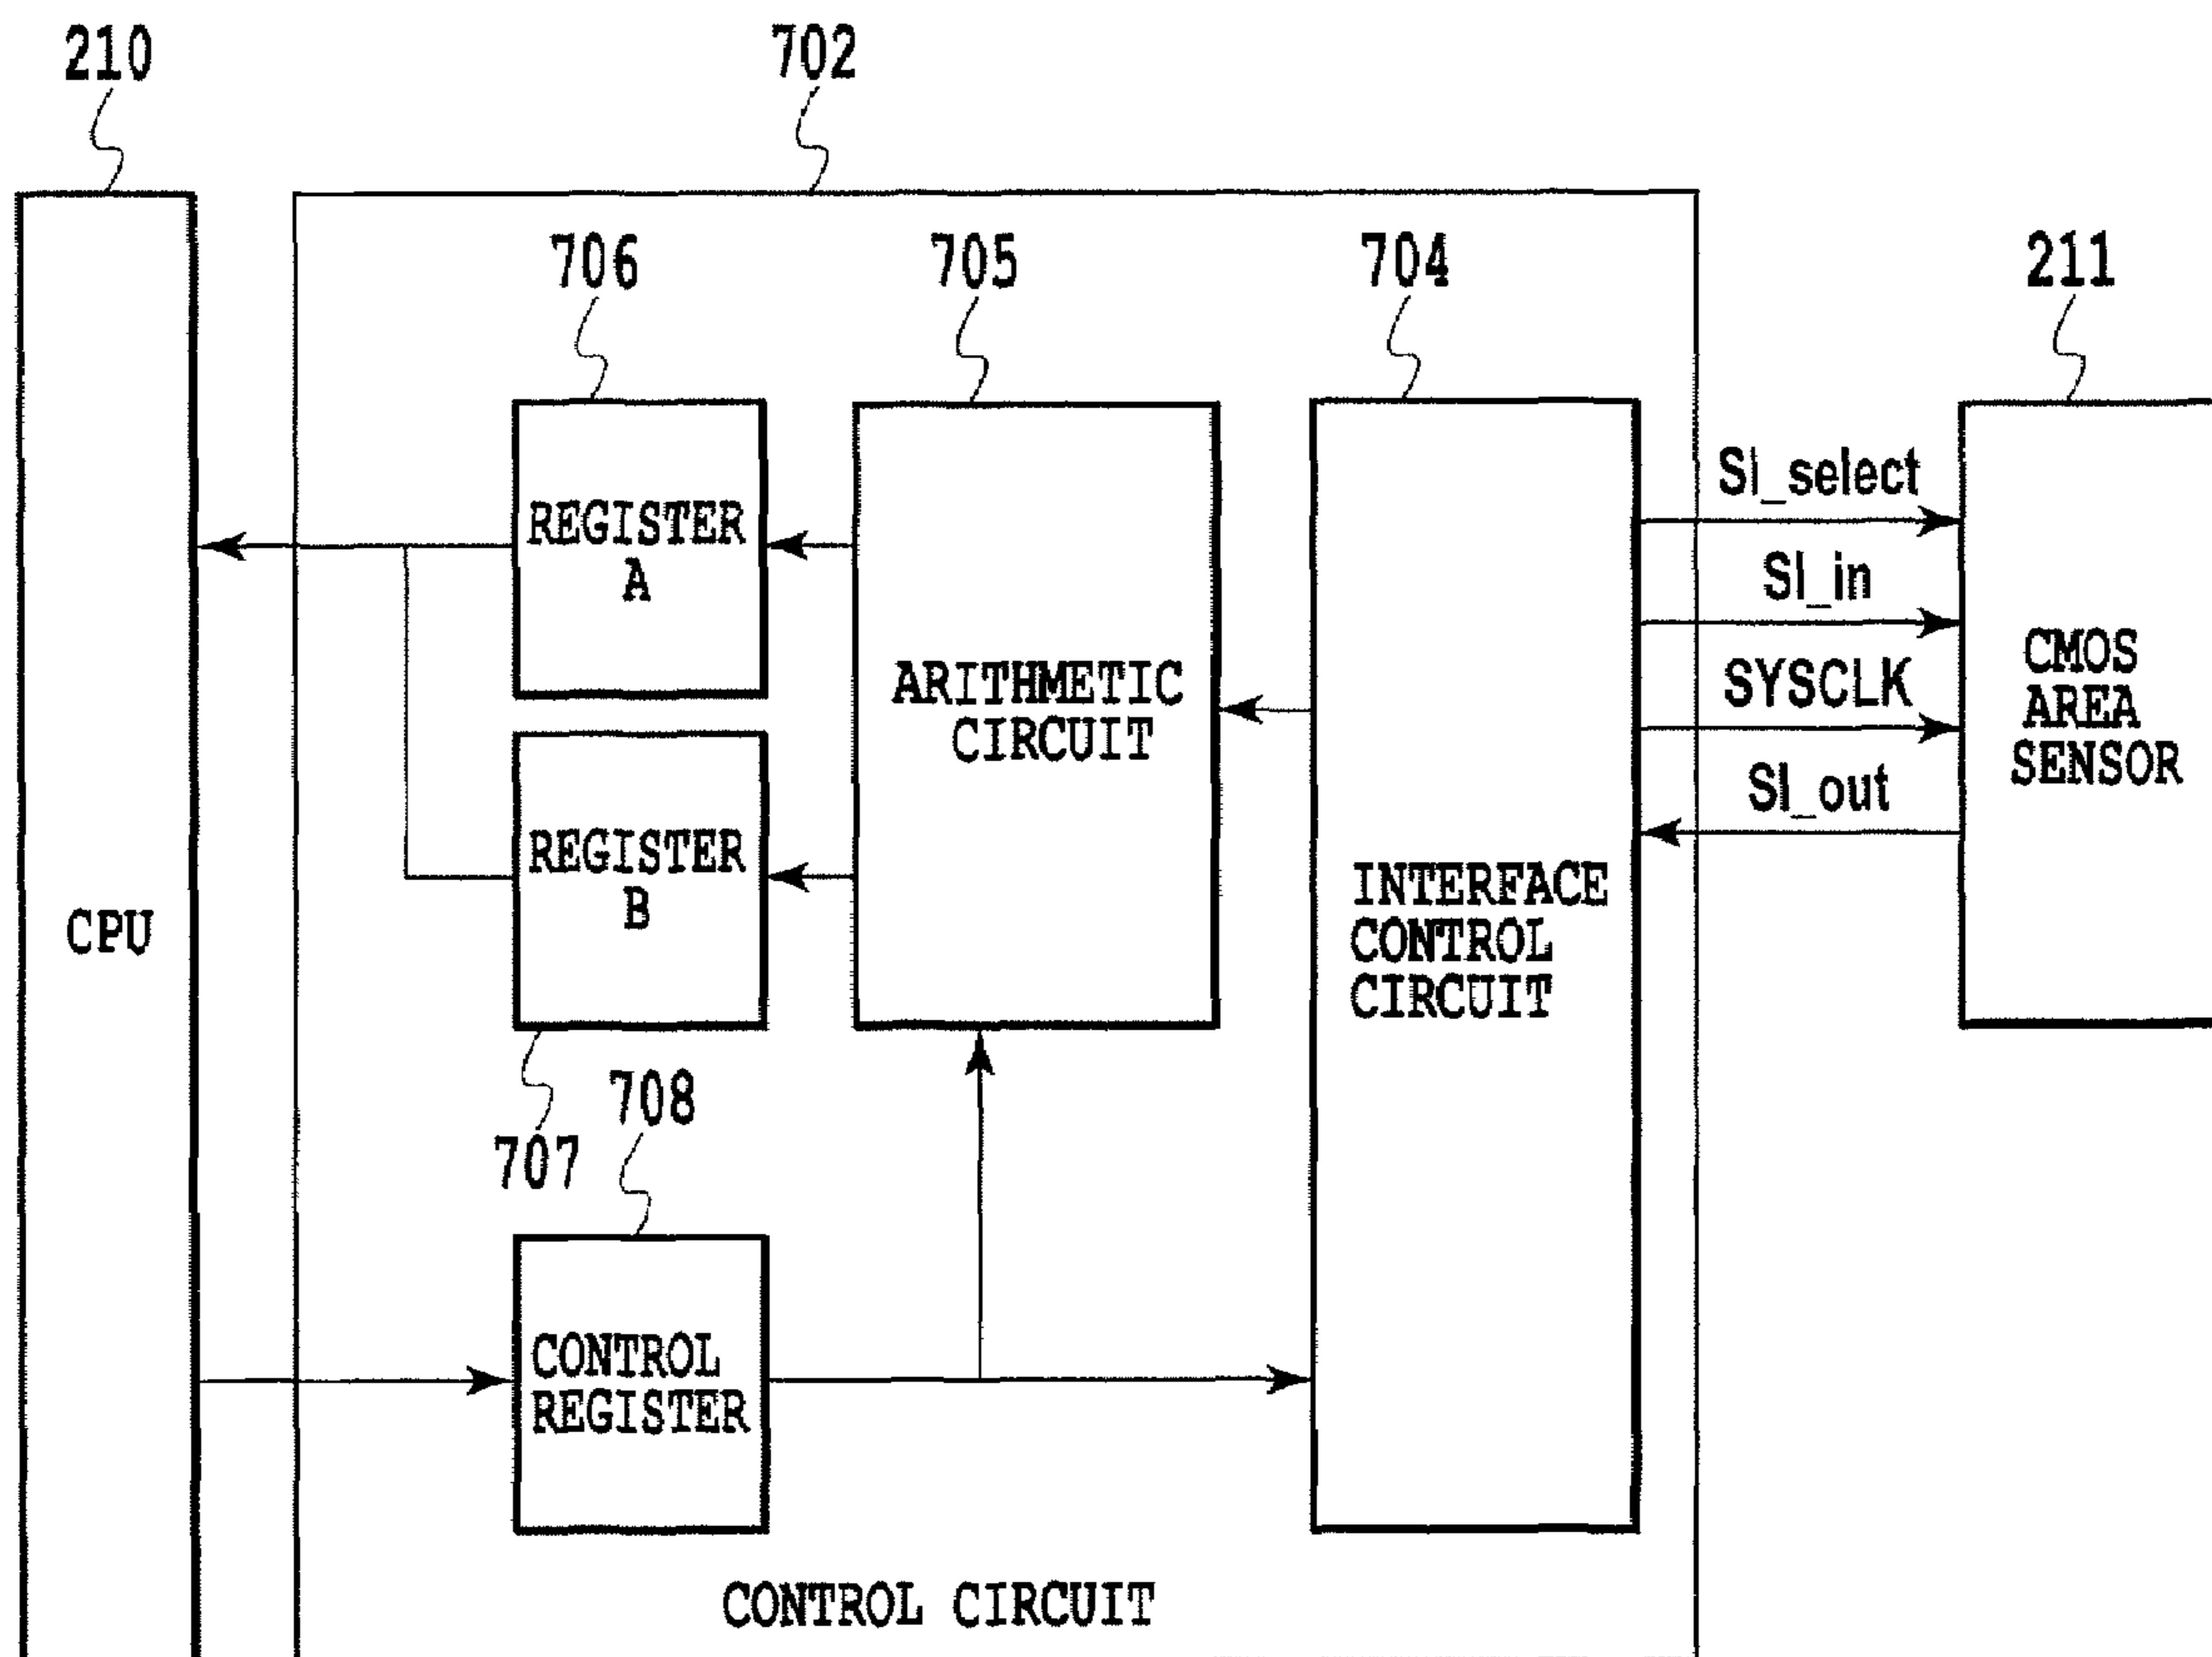 210
702
706
705
704
211
REGISTER
A
ARITHMETIC
CIRCUIT
SI_select
SI_in
SYSCLK
SI_out
CMOS
AREA
SENSOR
REGISTER
B
INTERFACE
CONTROL
CIRCUIT
CPU
708
707
CONTROL
REGISTER
CONTROL CIRCUIT